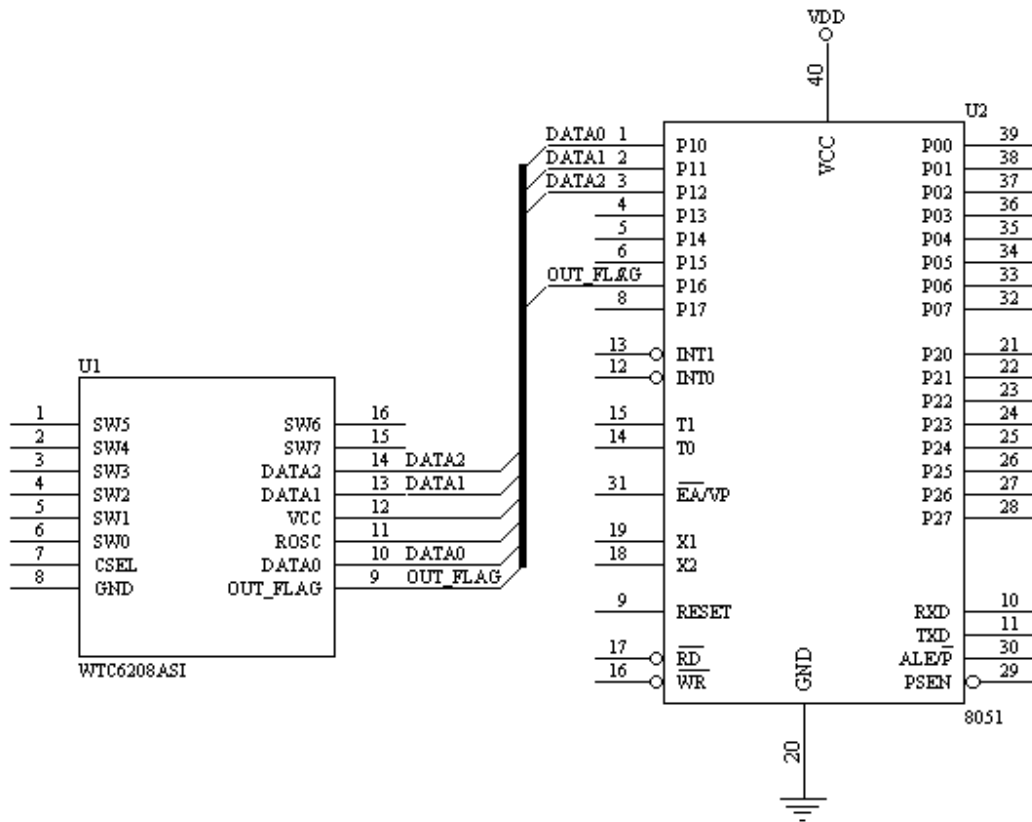 VDD
40
U2
VCC
DATA0 1 P10 P00 39
DATA1 2 P11 P01 38
DATA2 3 P12 P02 37
4 P13 P03 36
5 P14 P04 35
6 P15 P05 34
OUT_FLAG P16 P06 33
8 P17 P07 32
13 INT1 P20 21
12 INT0 P21 22
P22 23
15 T1 P23 24
14 T0 P24 25
P25 26
31 EA/VP P26 27
P27 28
19 X1
18 X2
9 RESET RXD 10
TXD 11
17 RD ALE/P 30
16 WR PSEN 29
GND
8051
20
U1
1 SW5 SW6 16
2 SW4 SW7 15
3 SW3 DATA2 14 DATA2
4 SW2 DATA1 13 DATA1
5 SW1 VCC 12
6 SW0 ROSC 11
7 CSEL DATA0 10 DATA0
8 GND OUT_FLAG 9 OUT_FLAG
WTC6208ASI